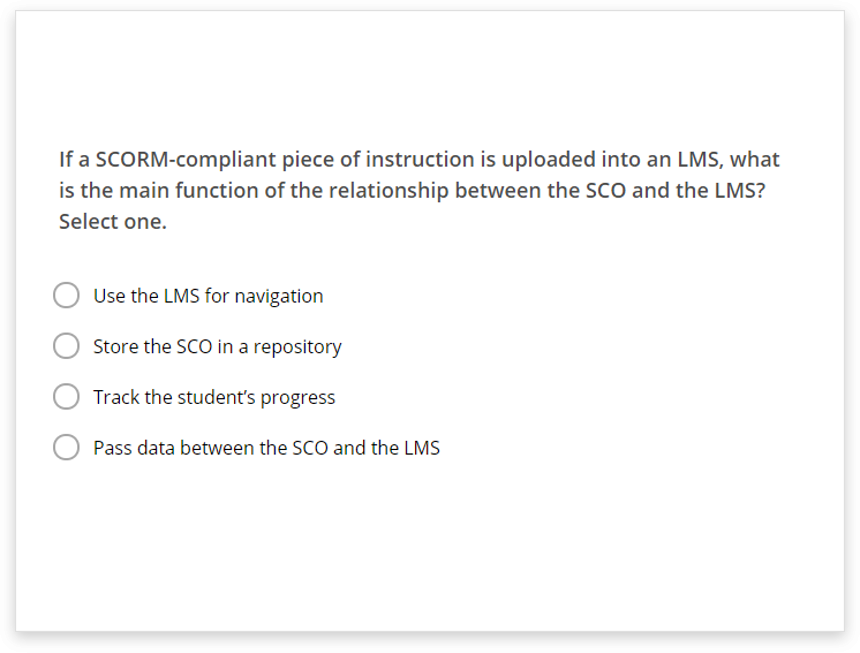 If a SCORM-compliant piece of instruction is uploaded into an LMS, what
is the main function of the relationship between the SCO and the LMS?
Select one.
Use the LMS for navigation
Store the SCO in a repository
Track the student’s progress
Pass data between the SCO and the LMS